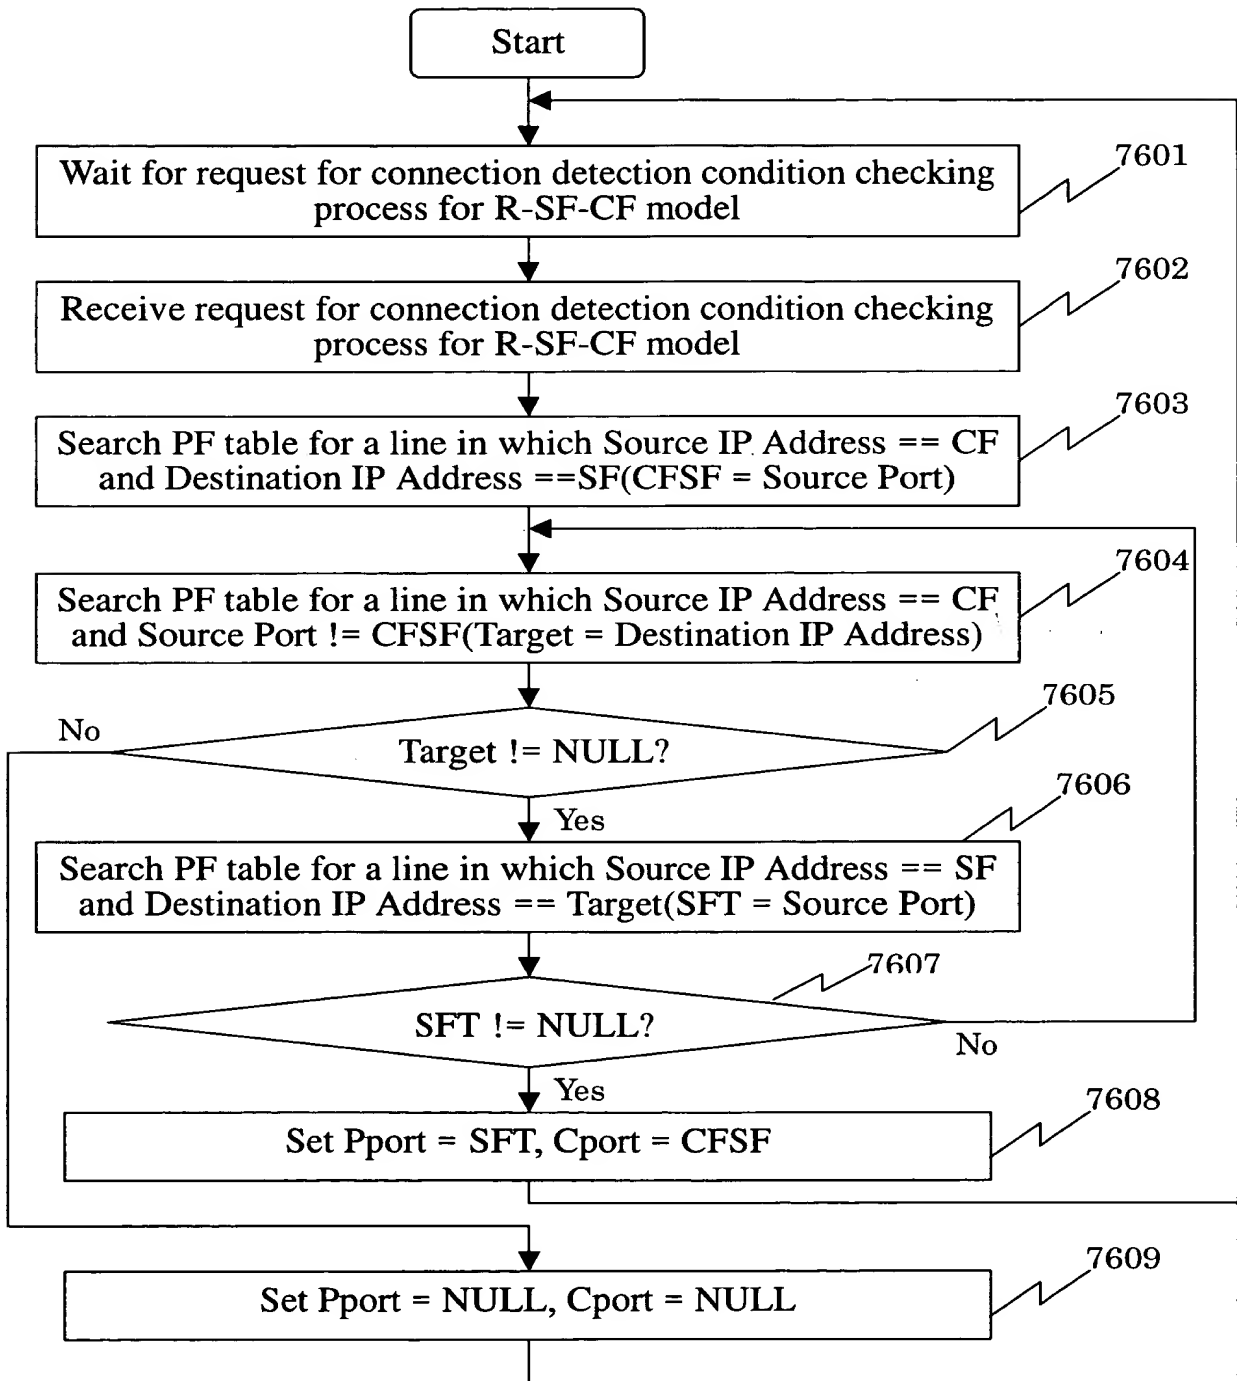 Start
Wait for request for connection detection condition checking
process for R-SF-CF model
7601
Receive request for connection detection condition checking
process for R-SF-CF model
7602
Search PF table for a line in which Source IP Address == CF
and Destination IP Address ==SF(CFSF = Source Port)
7603
Search PF table for a line in which Source IP Address == CF
and Source Port != CFSF(Target = Destination IP Address)
7604
Target != NULL?
7605
No
Yes
Search PF table for a line in which Source IP Address == SF
and Destination IP Address == Target(SFT = Source Port)
7606
SFT != NULL?
7607
No
Yes
Set Pport = SFT, Cport = CFSF
7608
Set Pport = NULL, Cport = NULL
7609